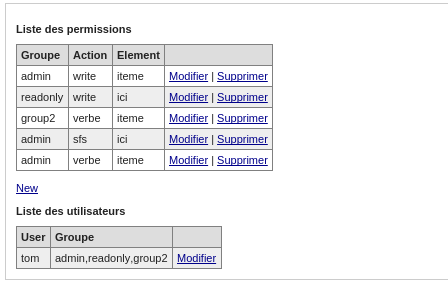 Liste des permissions
Groupe Action Element
admin write iteme Modifier | Supprimer
readonly write ici Modifier | Supprimer
group2 verbe iteme Modifier | Supprimer
admin sfs ici Modifier | Supprimer
admin verbe iteme Modifier | Supprimer
New
Liste des utilisateurs
User Groupe
tom admin,readonly,group2 Modifier